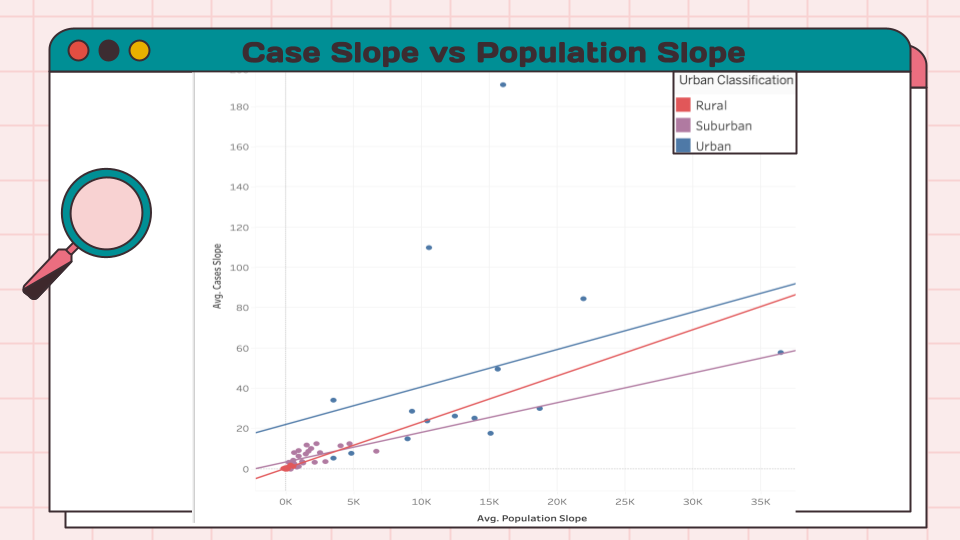 Case Slope vs Population Slope
Urban Classification
Rural
Suburban
Urban
180
160
140
120
100
80
60
40
20
0
Avg. Cases Slope
0K 5K 10K 15K 20K 25K 30K 35K
Avg. Population Slope